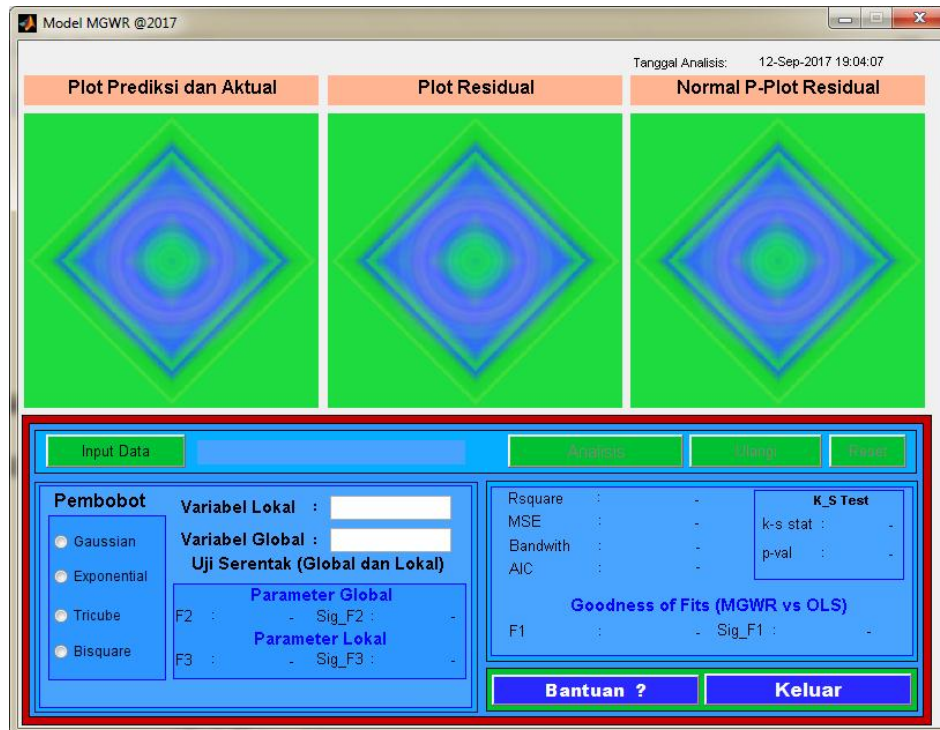 Model MGWR @2017
Tanggal Analisis: 12-Sep-2017 19:04:07
Plot Prediksi dan Aktual Plot Residual Normal P-Plot Residual
Input Data Analisis Ulangi Reset
Pembobot
Gaussian
Exponential
Tricube
Bisquare
Variabel Lokal :
Variabel Global :
Uji Serentak (Global dan Lokal)
Parameter Global
F2 : - Sig_F2 : -
Parameter Lokal
F3 : - Sig_F3 : -
Rsquare : -
MSE : -
Bandwith : -
AIC : -
K_S Test
k-s stat : -
p-val : -
Goodness of Fits (MGWR vs OLS)
F1 : - Sig_F1 : -
Bantuan ? Keluar